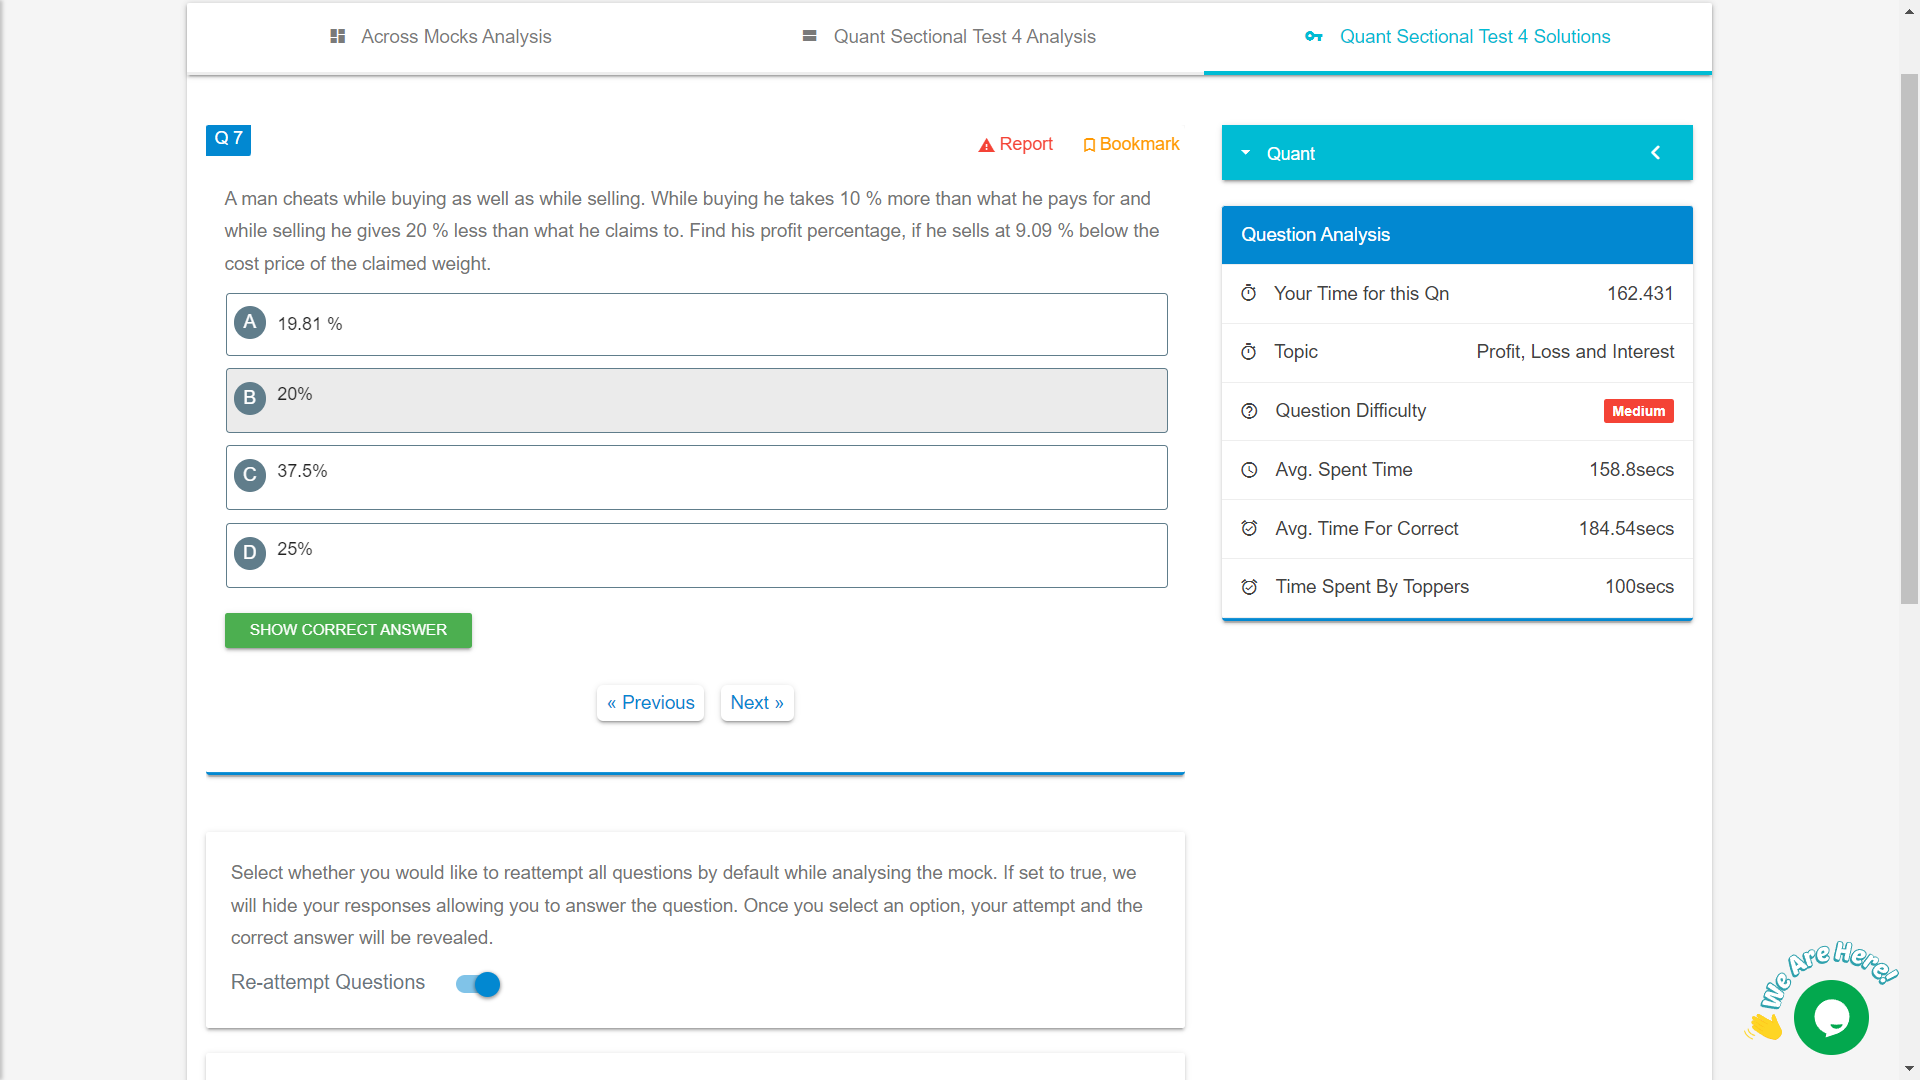 Across Mocks Analysis
Quant Sectional Test 4 Analysis
Quant Sectional Test 4 Solutions
Q 7
Report
Bookmark
A man cheats while buying as well as while selling. While buying he takes 10 % more than what he pays for and
while selling he gives 20 % less than what he claims to. Find his profit percentage, if he sells at 9.09 % below the
cost price of the claimed weight.
A 19.81 %
B 20%
C 37.5%
D 25%
SHOW CORRECT ANSWER
« Previous
Next »
Quant
Question Analysis
Your Time for this Qn 162.431
Topic Profit, Loss and Interest
Question Difficulty Medium
Avg. Spent Time 158.8secs
Avg. Time For Correct 184.54secs
Time Spent By Toppers 100secs
Select whether you would like to reattempt all questions by default while analysing the mock. If set to true, we
will hide your responses allowing you to answer the question. Once you select an option, your attempt and the
correct answer will be revealed.
Re-attempt Questions
We Are Here!